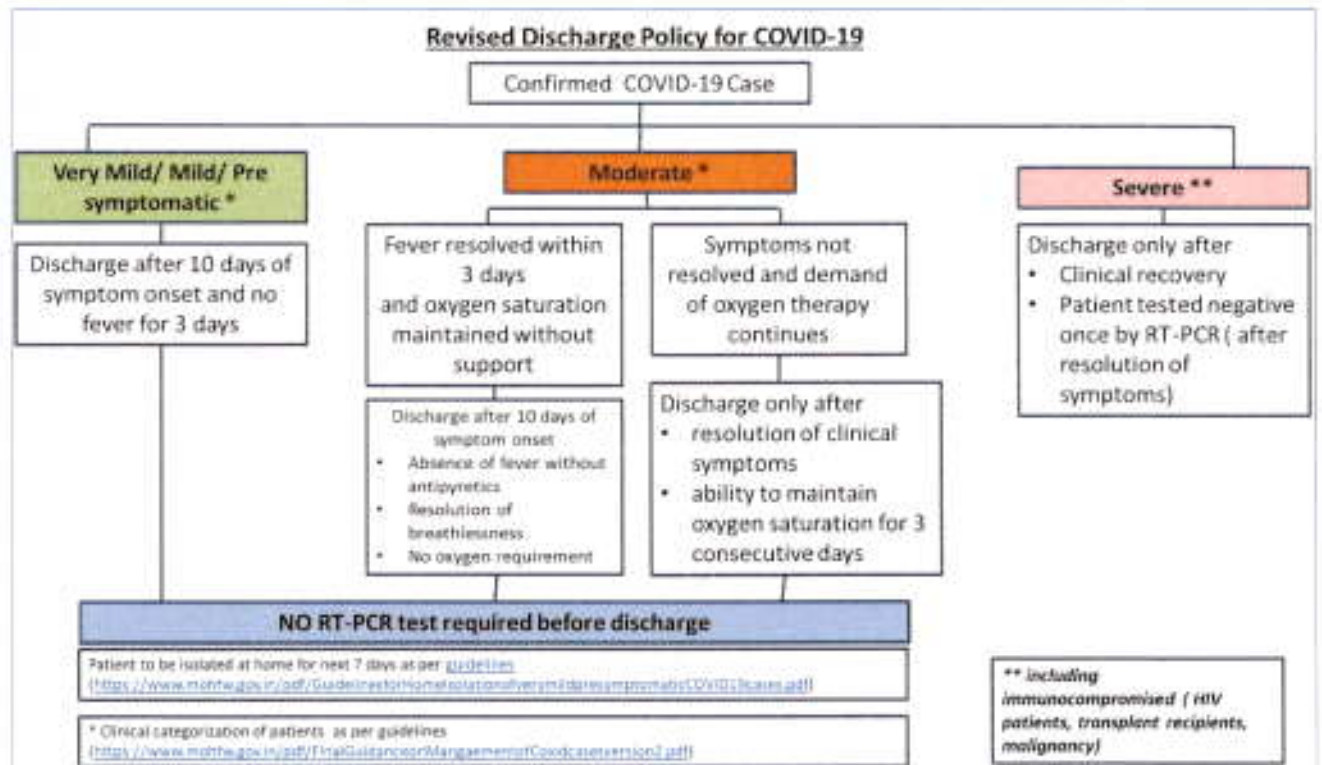 Revised Discharge Policy for COVID-19
Confirmed COVID-19 Case
Very Mild/ Mild/ Pre
symptomatic *
Discharge after 10 days of
symptom onset and no
fever for 3 days
Moderate *
Fever resolved within
3 days
and oxygen saturation
maintained without
support
Discharge after 10 days of
symptom onset
• Absence of fever without
antipyretics
• Resolution of
breathlessness
• No oxygen requirement
Symptoms not
resolved and demand
of oxygen therapy
continues
Discharge only after
• resolution of clinical
symptoms
• ability to maintain
oxygen saturation for 3
consecutive days
Severe **
Discharge only after
• Clinical recovery
• Patient tested negative
once by RT-PCR ( after
resolution of
symptoms)
NO RT-PCR test required before discharge
Patient to be isolated at home for next 7 days as per guidelines
* Clinical categorization of patients as per guidelines
** including
immunocompromised ( HIV
patients, transplant recipients,
malignancy)